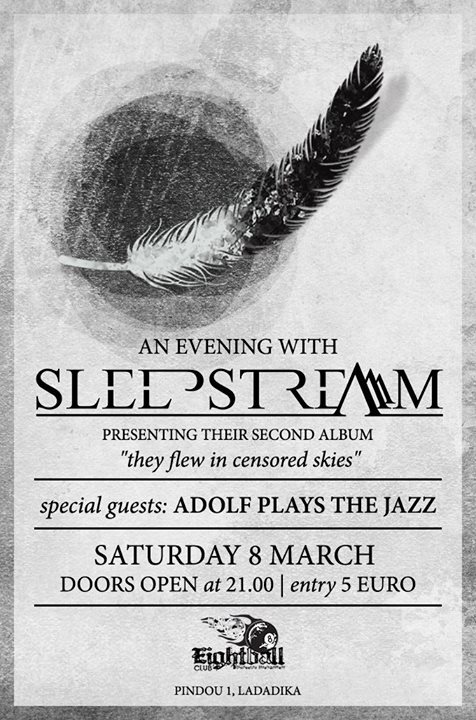 AN EVENING WITH
SLEEPSTREAM
PRESENTING THEIR SECOND ALBUM
"they flew in censored skies"
special guests: ADOLF PLAYS THE JAZZ
SATURDAY 8 MARCH
DOORS OPEN at 21.00 | entry 5 EURO
8
Eightball
CLUB
PINDOU 1, LADADIKA